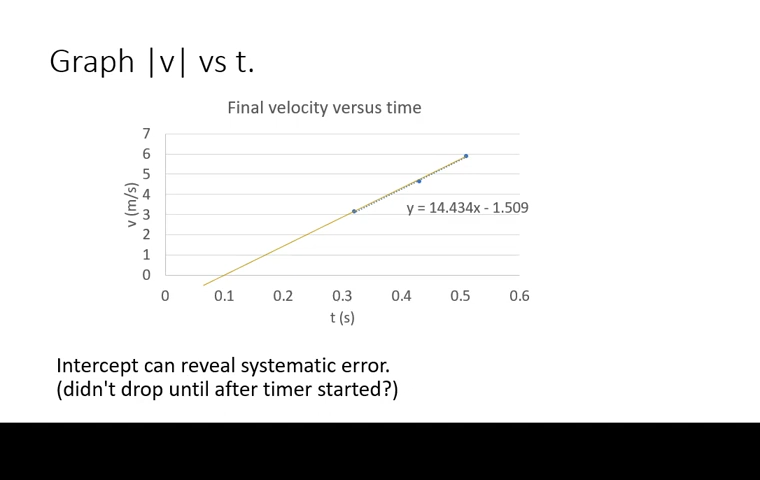 Graph |v| vs t.
Final velocity versus time
7
6
5
4
3
2
1
0
v (m/s)
y = 14.434x - 1.509
0 0.1 0.2 0.3 0.4 0.5 0.6
t (s)
Intercept can reveal systematic error.
(didn't drop until after timer started?)